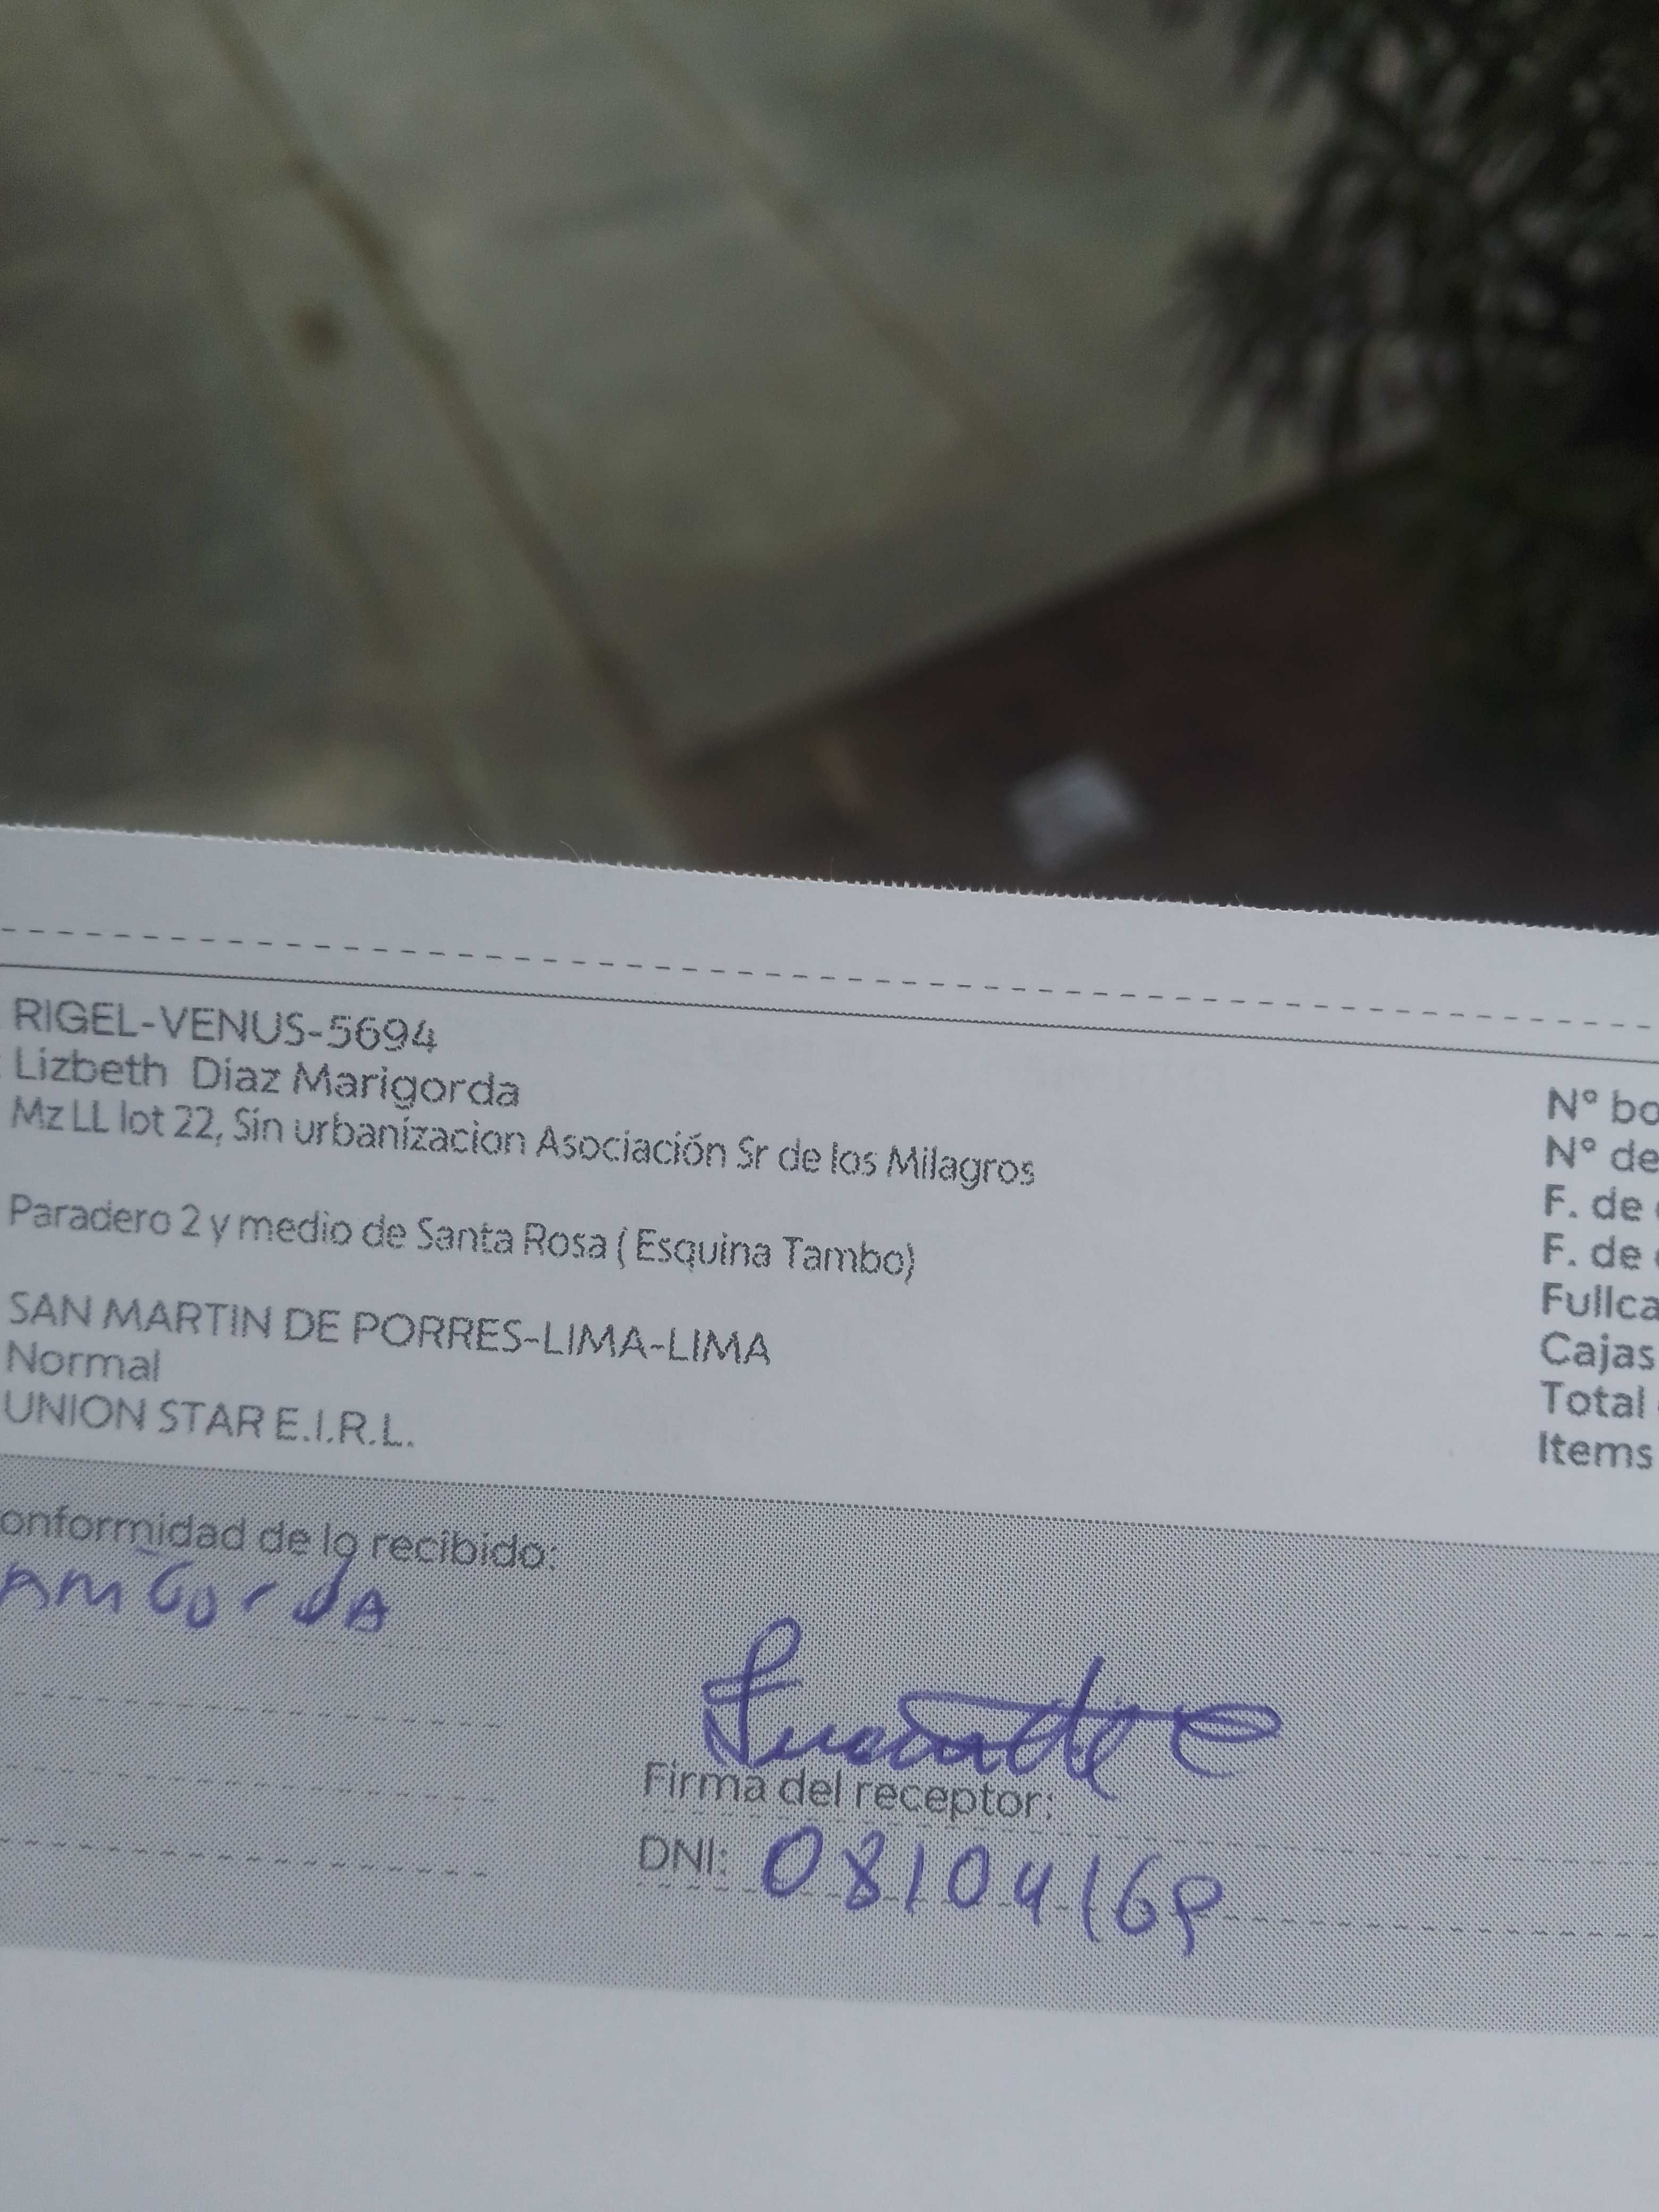 RIGEL-VENUS-5694
Lizbeth Diaz Marigorda
Mz LL lot 22, Sin urbanizacion Asociación Sr de los Milagros
Paradero 2 y medio de Santa Rosa ( Esquina Tambo)
SAN MARTIN DE PORRES-LIMA-LIMA
Normal
UNION STAR E.I.R.L.
N° bo
N° de
F. de
F. de
Fullca
Cajas
Total
Items
onformidad de lo recibido:
Firma del receptor:
DNI: 08104169